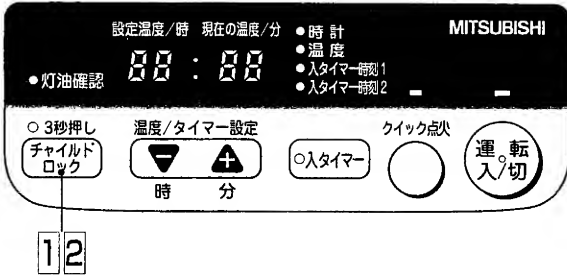 設定温度/時 現在の温度/分
88:88
●灯油確認
●時計
●温度
●入タイマー時刻1
●入タイマー時刻2
MITSUBISHI
○3秒押し
チャイルド
ロック
温度/タイマー設定
時 分
○入タイマー
クイック点火
運転
入/切
1 2